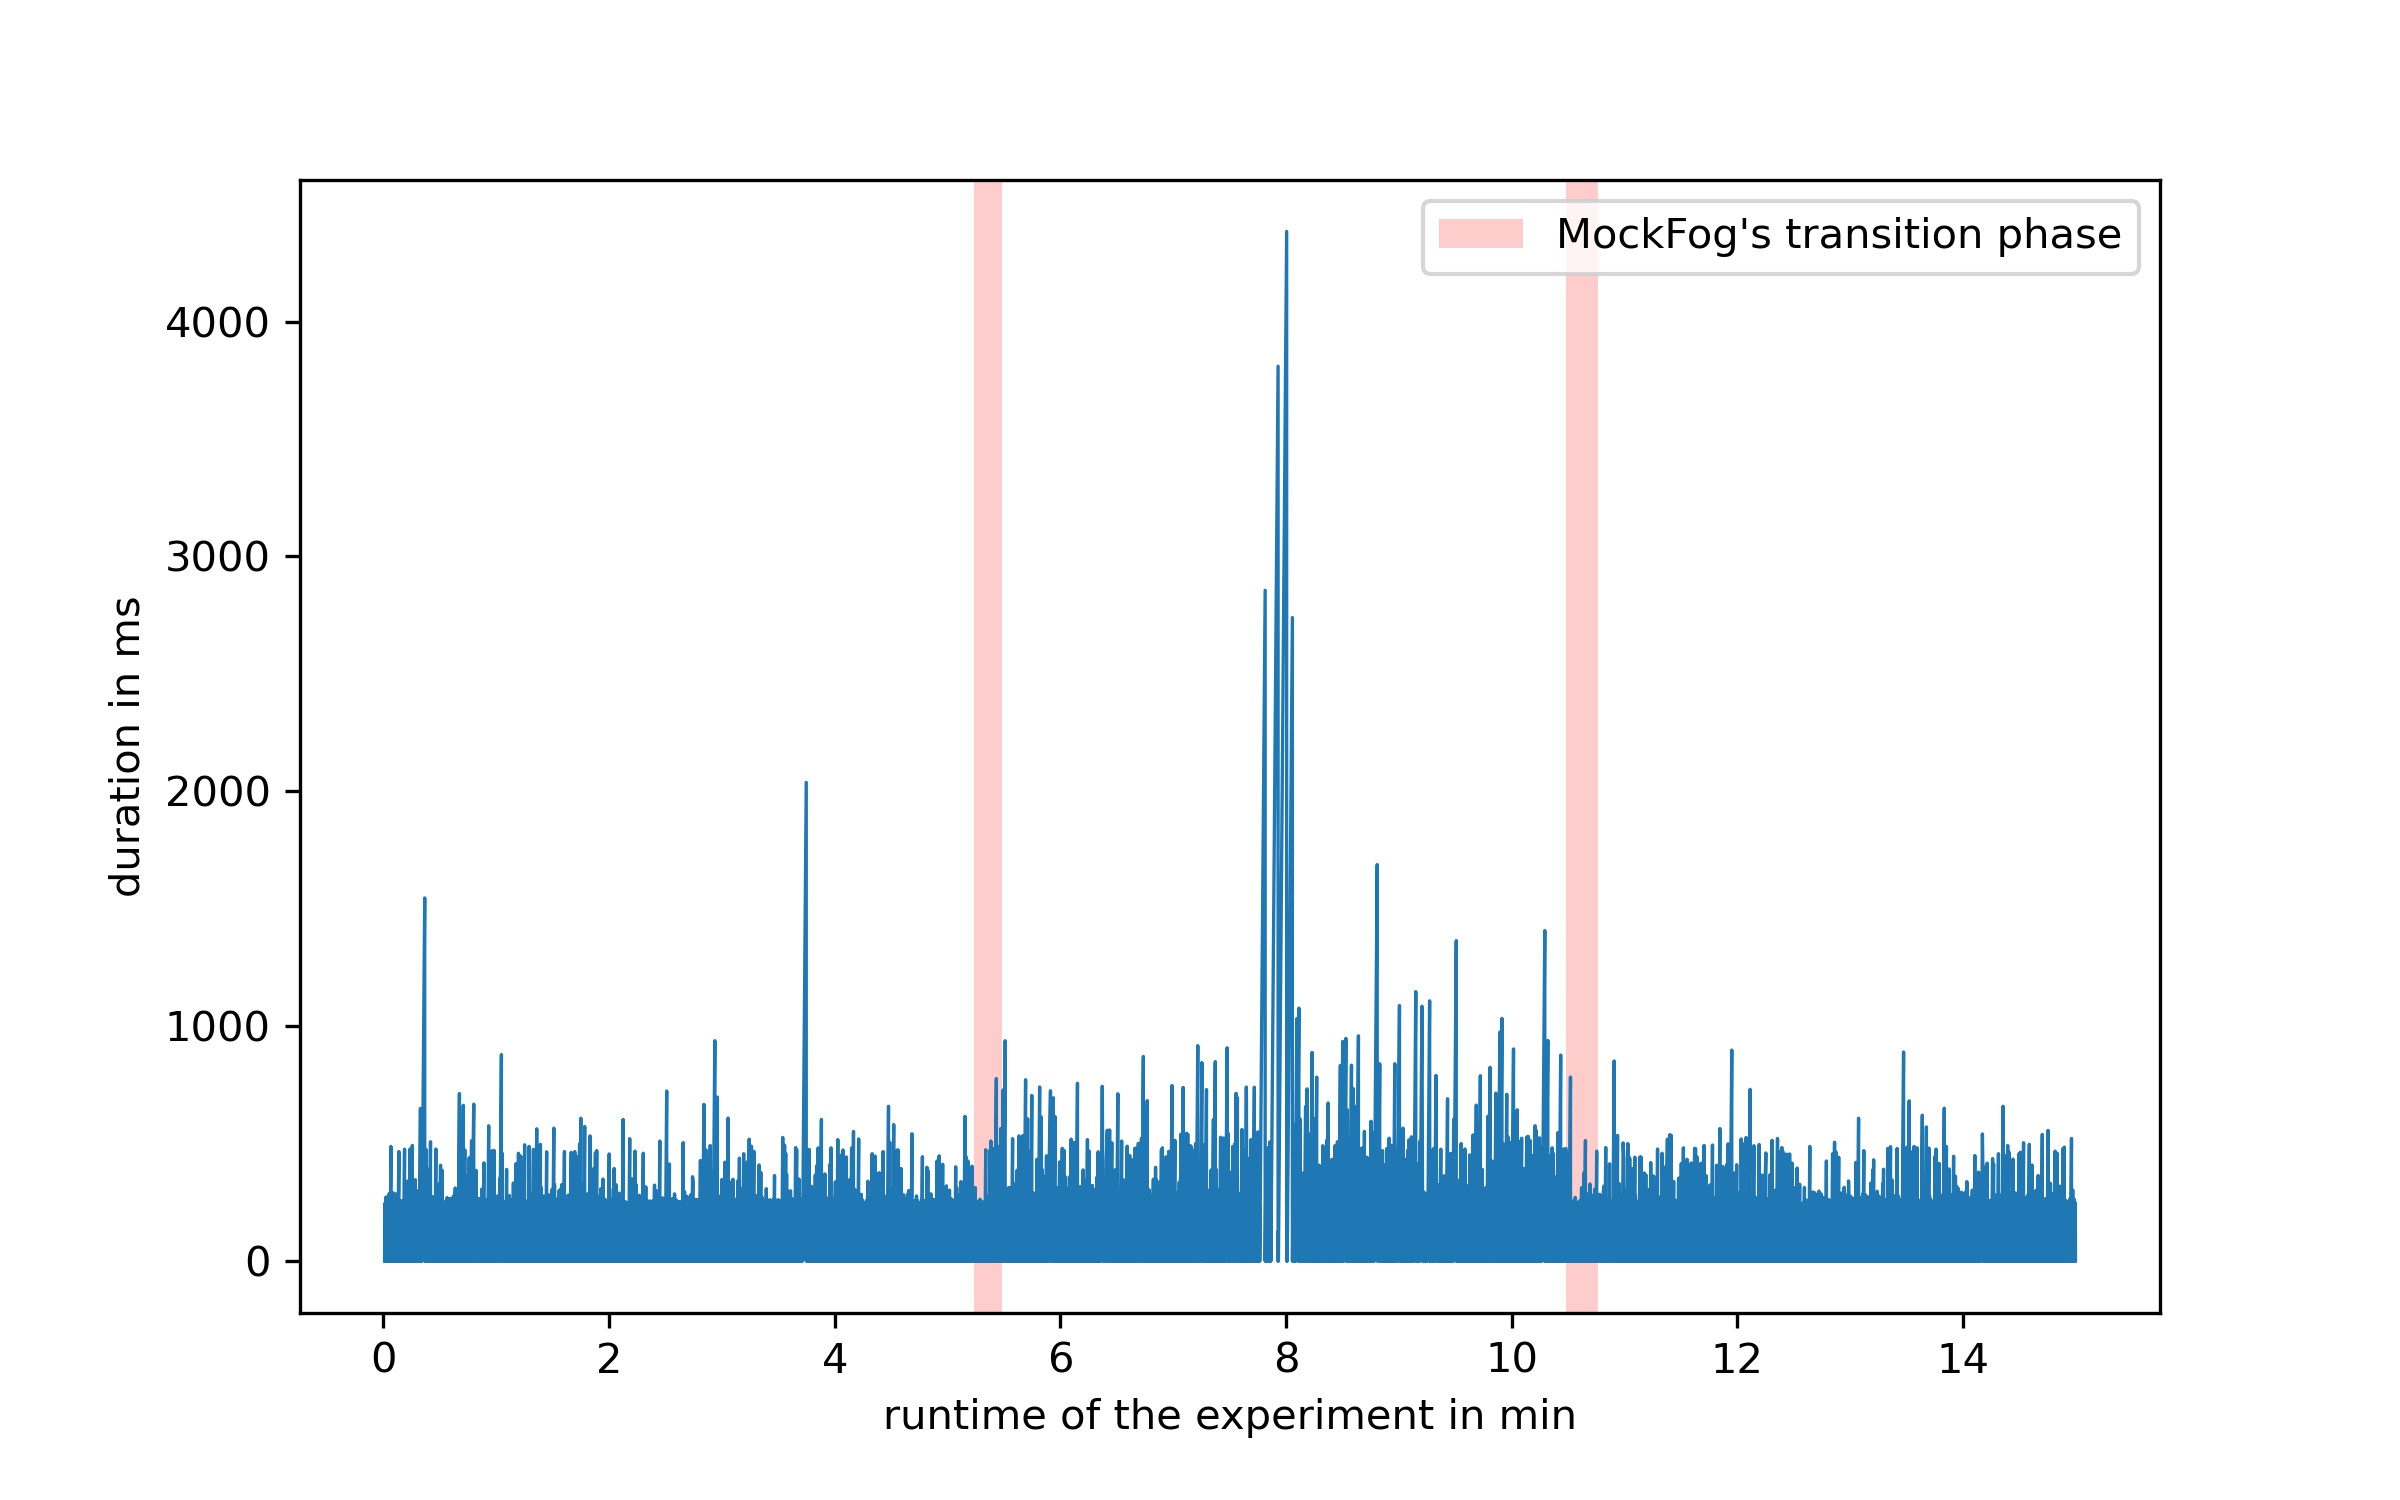 MockFog's transition phase
4000
3000
2000
1000
0
duration in ms
0 2 4 6 8 10 12 14
runtime of the experiment in min